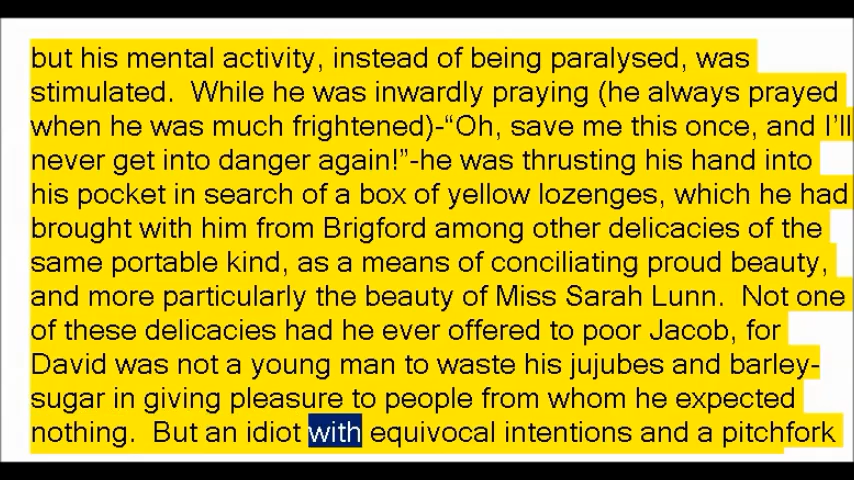 but his mental activity, instead of being paralysed, was
stimulated.  While he was inwardly praying (he always prayed
when he was much frightened)-“Oh, save me this once, and I’ll
never get into danger again!”-he was thrusting his hand into
his pocket in search of a box of yellow lozenges, which he had
brought with him from Brigford among other delicacies of the
same portable kind, as a means of conciliating proud beauty,
and more particularly the beauty of Miss Sarah Lunn.  Not one
of these delicacies had he ever offered to poor Jacob, for
David was not a young man to waste his jujubes and barley-
sugar in giving pleasure to people from whom he expected
nothing.  But an idiot with equivocal intentions and a pitchfork